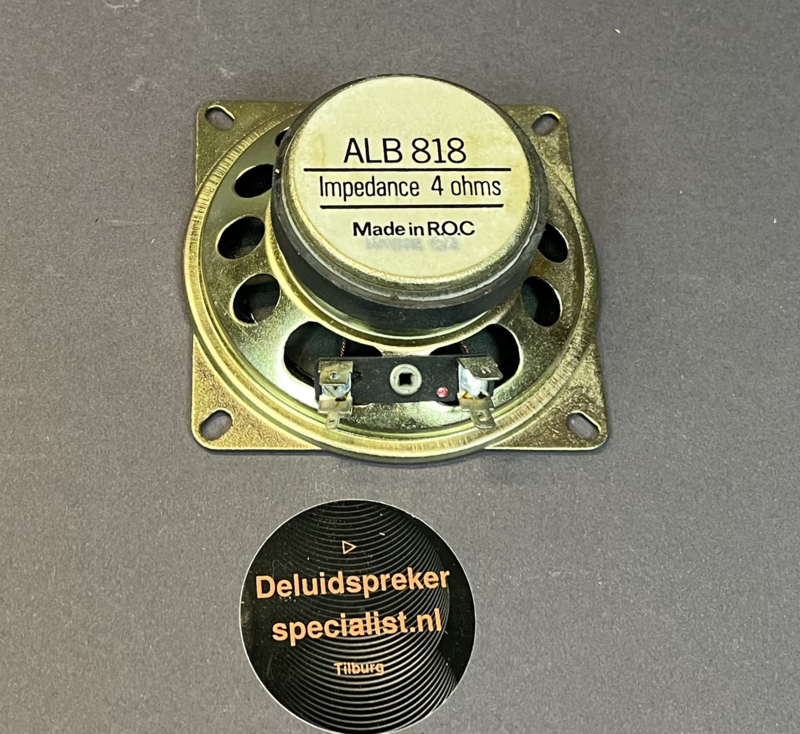 ALB 818
Impedance 4 ohms
Made in R.O.C
Deluidspreker
specialist.nl
Tilburg